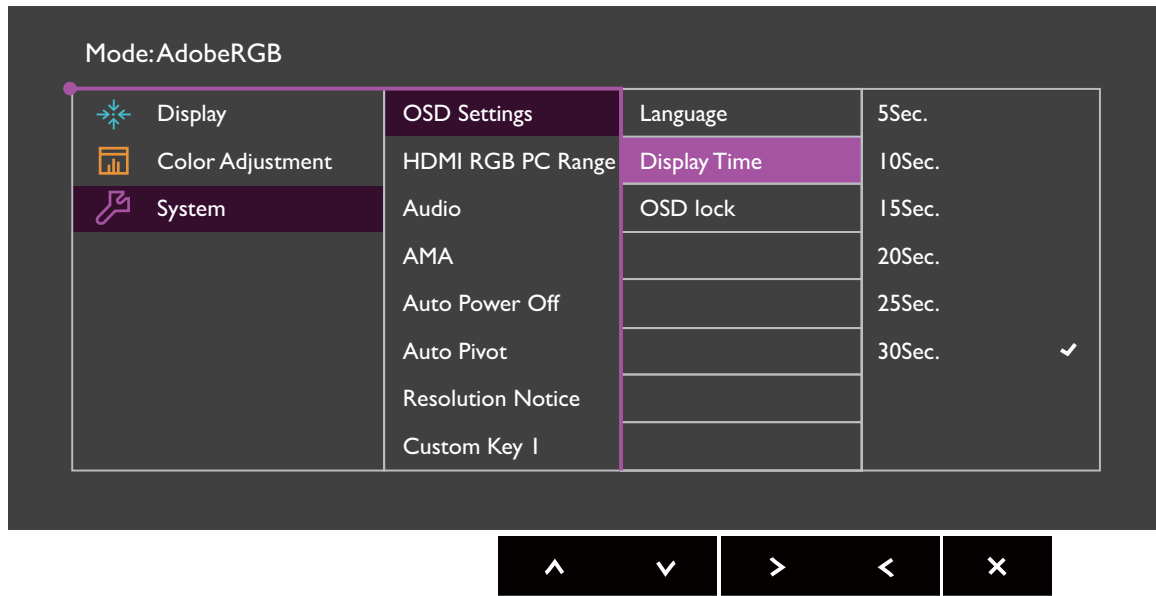 Mode: AdobeRGB
Display
Color Adjustment
System
OSD Settings
HDMI RGB PC Range
Audio
AMA
Auto Power Off
Auto Pivot
Resolution Notice
Custom Key 1
Language
Display Time
OSD lock
5Sec.
10Sec.
15Sec.
20Sec.
25Sec.
30Sec.